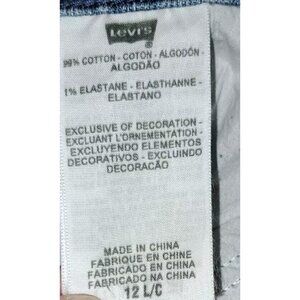 Levi's
®
99% COTTON - COTON - ALGODÓN -
ALGODÃO
1% ELASTANE - ELASTHANNE -
ELASTANO
EXCLUSIVE OF DECORATION -
EXCLUANT L'ORNEMENTATION -
EXCLUYENDO ELEMENTOS
DECORATIVOS - EXCLUINDO
DECORAÇÃO
MADE IN CHINA
FABRIQUE EN CHINE
FABRICADO EN CHINA
FABRICADO NA CHINA
12 L/C